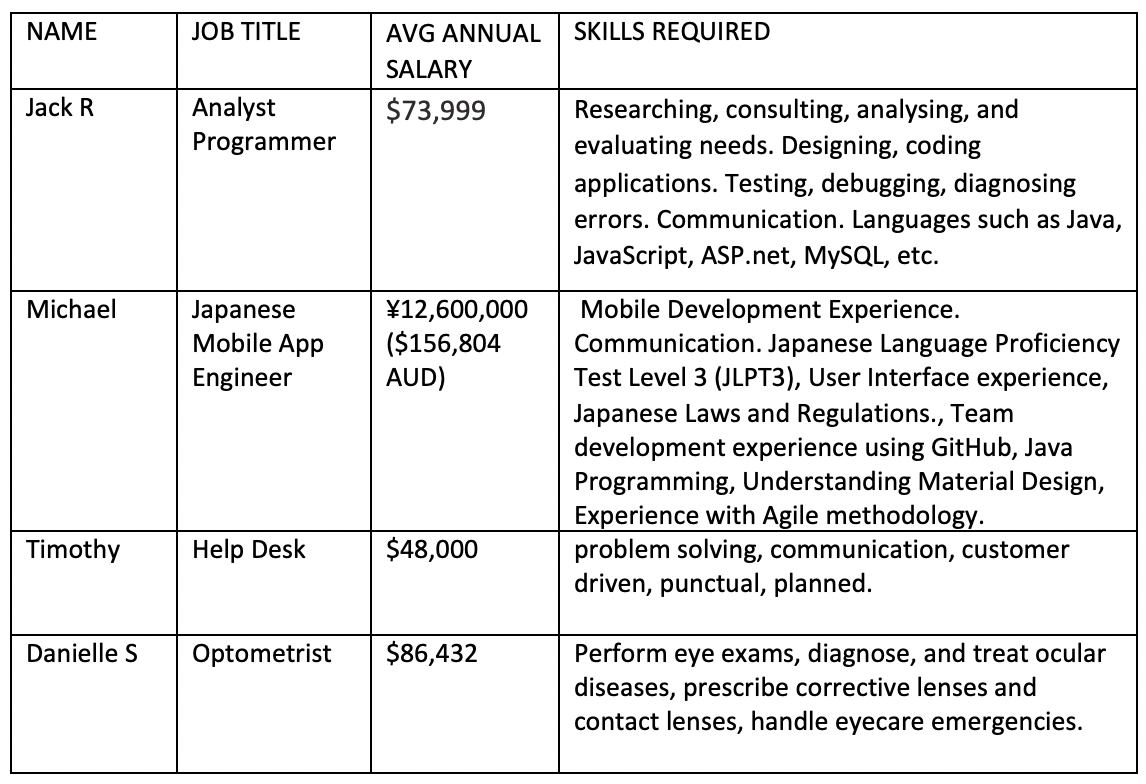 NAME JOB TITLE AVG ANNUAL SALARY SKILLS REQUIRED
Jack R Analyst Programmer $73,999 Researching, consulting, analysing, and
evaluating needs. Designing, coding
applications. Testing, debugging, diagnosing
errors. Communication. Languages such as Java,
JavaScript, ASP.net, MySQL, etc.
Michael Japanese Mobile App Engineer ¥12,600,000 ($156,804 AUD) Mobile Development Experience.
Communication. Japanese Language Proficiency
Test Level 3 (JLPT3), User Interface experience,
Japanese Laws and Regulations., Team
development experience using GitHub, Java
Programming, Understanding Material Design,
Experience with Agile methodology.
Timothy Help Desk $48,000 problem solving, communication, customer
driven, punctual, planned.
Danielle S Optometrist $86,432 Perform eye exams, diagnose, and treat ocular
diseases, prescribe corrective lenses and
contact lenses, handle eyecare emergencies.